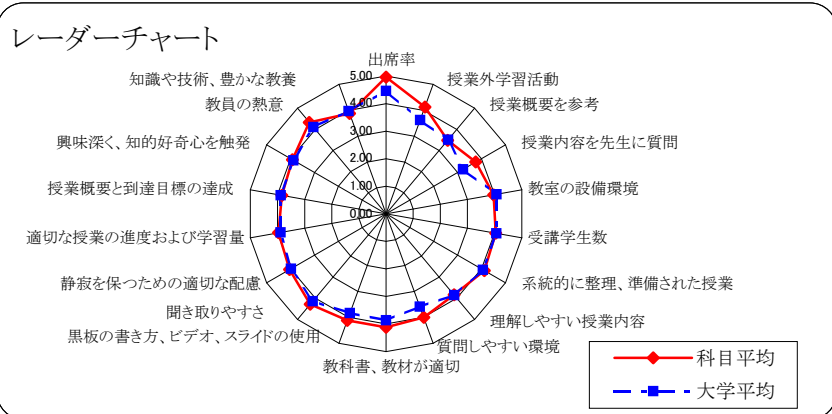 レーダーチャート
出席率
授業外学習活動
授業概要を参考
授業内容を先生に質問
教室の設備環境
受講学生数
系統的に整理、準備された授業
理解しやすい授業内容
質問しやすい環境
教科書、教材が適切
黒板の書き方、ビデオ、スライドの使用
聞き取りやすさ
静寂を保つための適切な配慮
適切な授業の進度および学習量
授業概要と到達目標の達成
興味深く、知的好奇心を触発
教員の熱意
知識や技術、豊かな教養
5.00
4.00
3.00
2.00
1.00
0.00
科目平均
大学平均